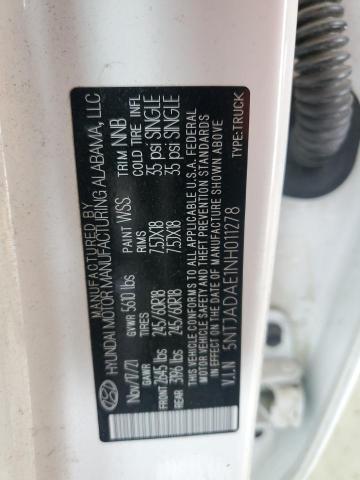 MANUFACTURED BY
HYUNDAI MOTOR MANUFACTURING ALABAMA, LLC
Nov/17/21 GVWR 5610 lbs PAINT WSS TRIM NNB
GAWR TIRES RIMS COLD TIRE INFL
FRONT 2645 lbs 245/60R18 7.5JX18 35 psi SINGLE
REAR 3196 lbs 245/60R18 7.5JX18 35 psi SINGLE
THIS VEHICLE CONFORMS TO ALL APPLICABLE U.S.A. FEDERAL
MOTOR VEHICLE SAFETY AND THEFT PREVENTION STANDARDS
IN EFFECT ON THE DATE OF MANUFACTURE SHOWN ABOVE.
V.I.N 5NTJADAE1NH011278 TYPE:TRUCK